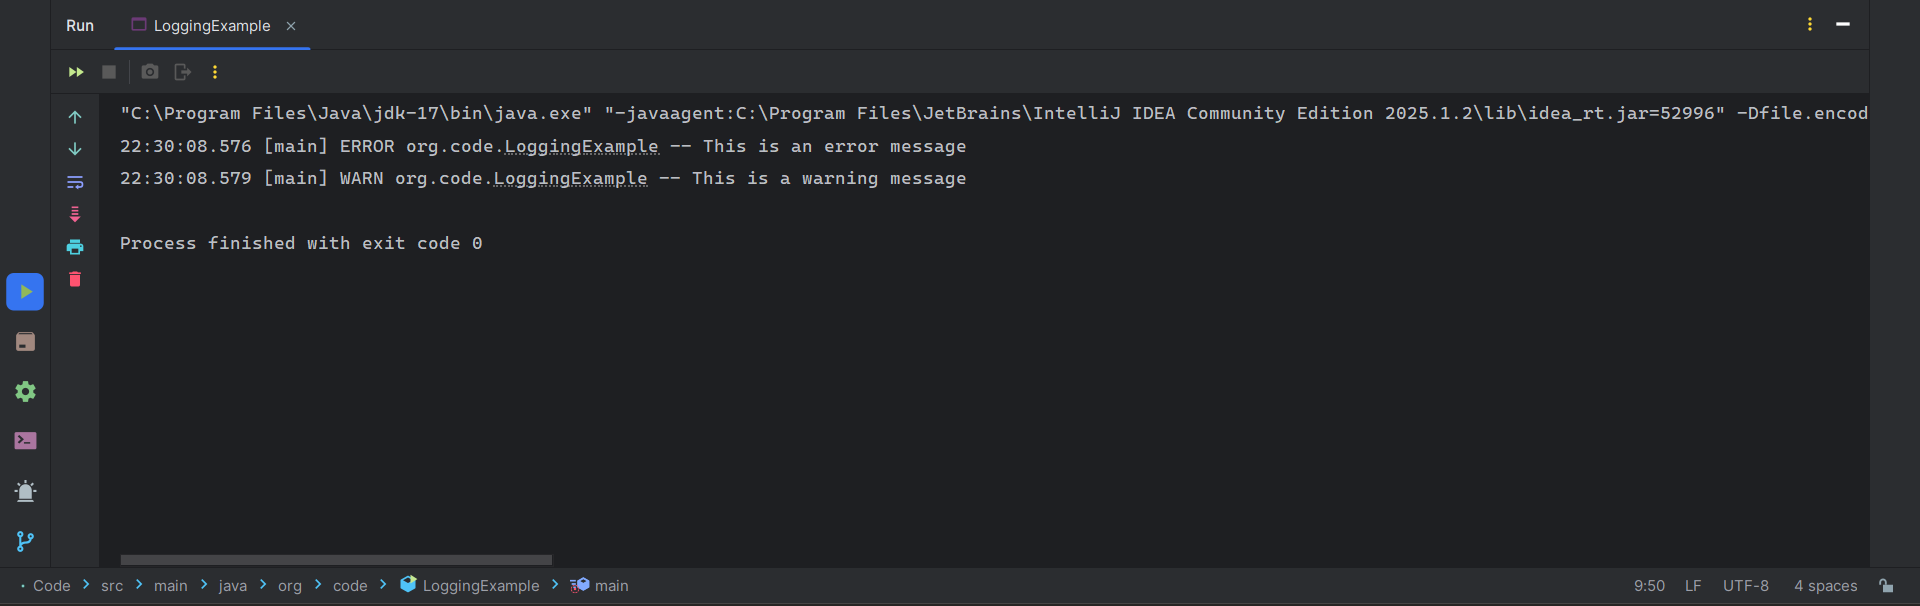 Run LoggingExample
"C:\Program Files\Java\jdk-17\bin\java.exe" "-javaagent:C:\Program Files\JetBrains\IntelliJ IDEA Community Edition 2025.1.2\lib\idea_rt.jar=52996" -Dfile.encod
22:30:08.576 [main] ERROR org.code.LoggingExample -- This is an error message
22:30:08.579 [main] WARN org.code.LoggingExample -- This is a warning message
Process finished with exit code 0
Code > src > main > java > org > code > LoggingExample > main 9:50 LF UTF-8 4 spaces